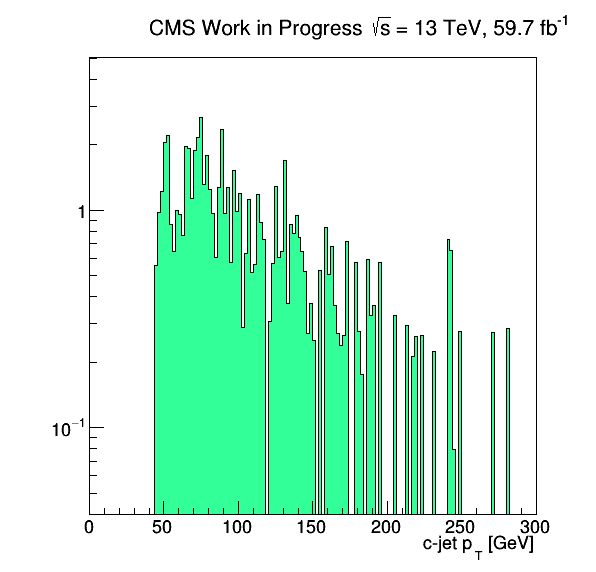 CMS Work in Progress √s = 13 TeV, 59.7 fb⁻¹
1
10⁻¹
0 50 100 150 200 250 300
c-jet p_T [GeV]